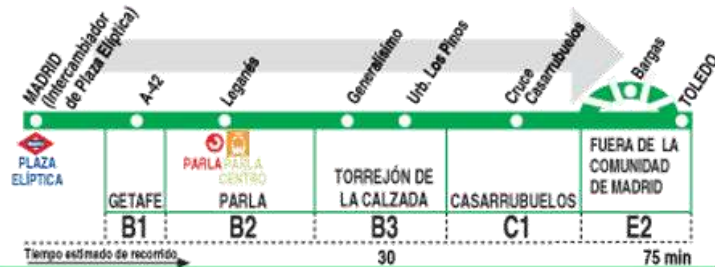 MADRID
(Intercambiador
de Plaza Elíptica)
A-42
Leganés
Generalísimo
Urb. Los Pinos
Cruce
Casarrubuelos
Bargas
TOLEDO
PLAZA
ELÍPTICA
PARLA
PARLA
CENTRO
GETAFE
PARLA
TORREJÓN DE
LA CALZADA
CASARRUBUELOS
FUERA DE LA
COMUNIDAD
DE MADRID
B1
B2
B3
C1
E2
Tiempo estimado de recorrido
30
75 min